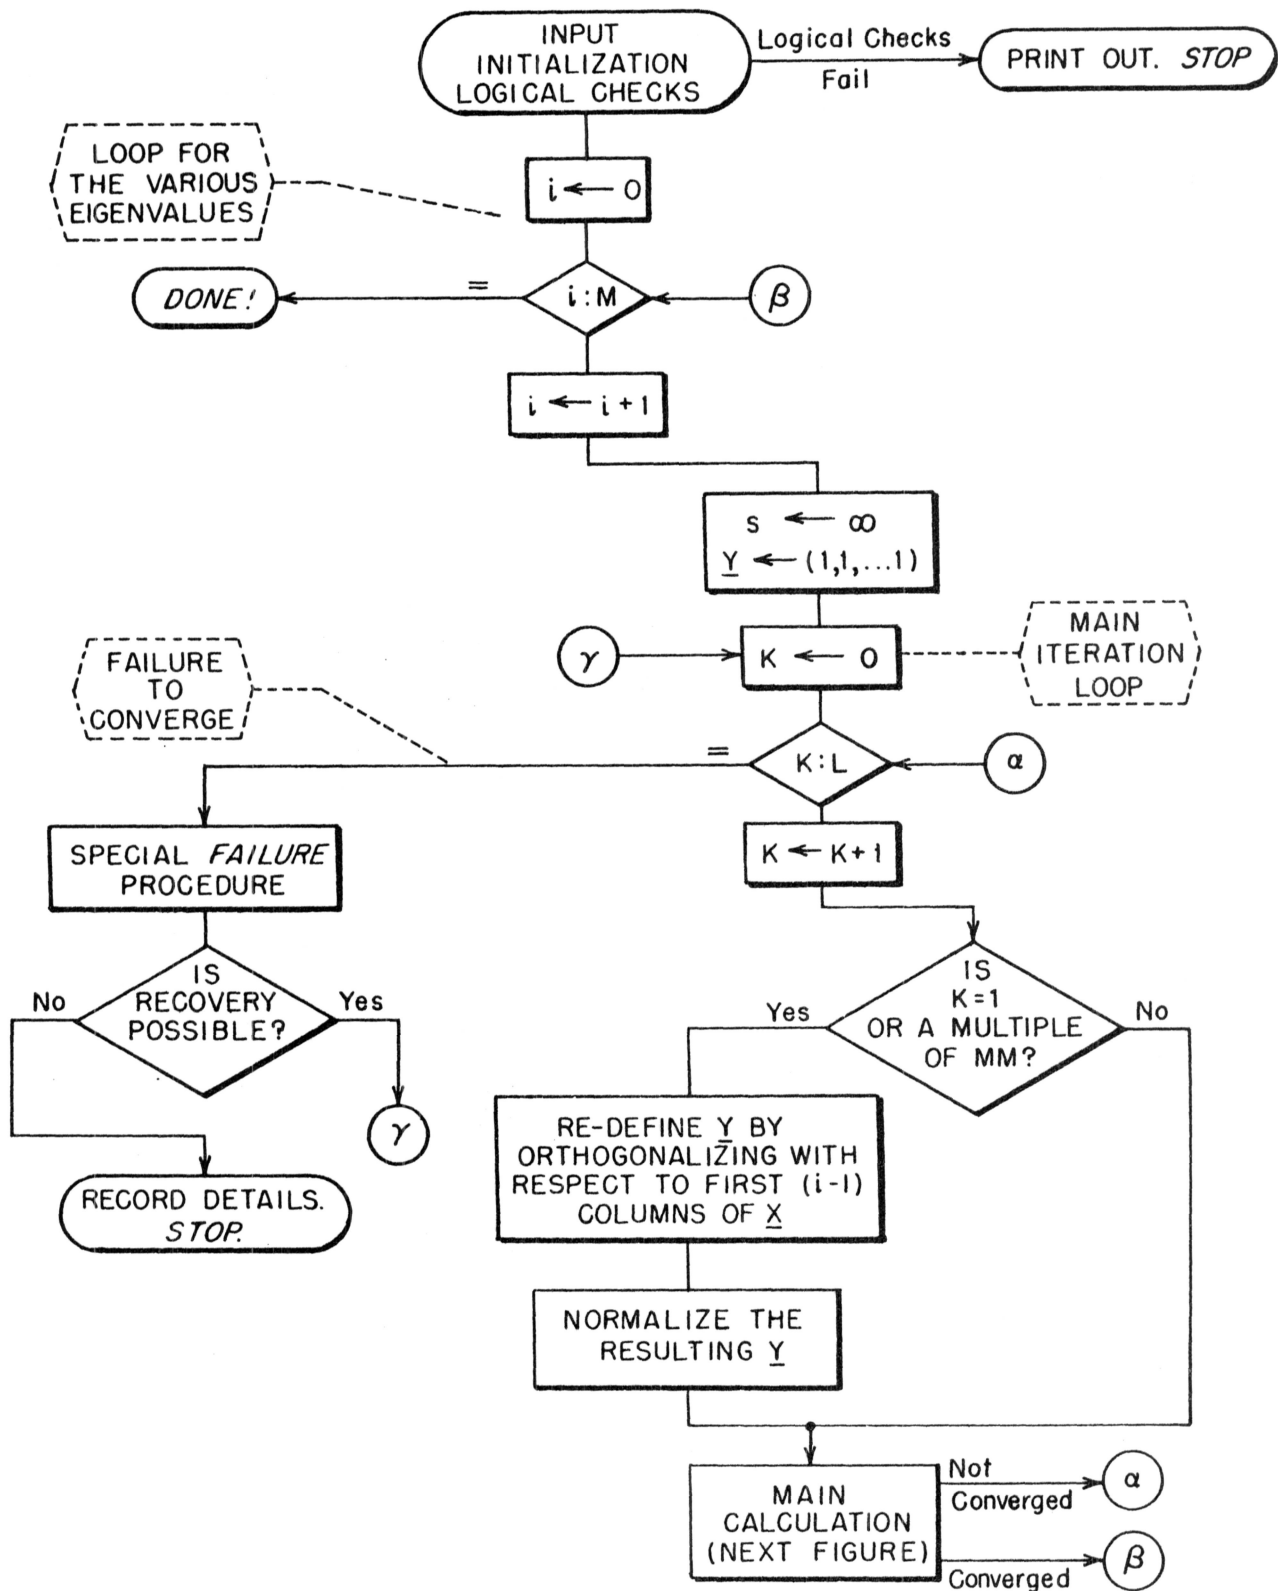 INPUT
INITIALIZATION
LOGICAL CHECKS
Logical Checks
Fail
PRINT OUT. STOP
LOOP FOR
THE VARIOUS
EIGENVALUES
i ← 0
DONE!
=
i : M
β
i ← i + 1
s ← ∞
Y ← (1,1,...1)
γ
K ← 0
MAIN
ITERATION
LOOP
FAILURE
TO
CONVERGE
=
K : L
α
K ← K + 1
SPECIAL FAILURE
PROCEDURE
IS
RECOVERY
POSSIBLE?
No
Yes
γ
RECORD DETAILS.
STOP.
IS
K = 1
OR A MULTIPLE
OF MM?
Yes
No
RE-DEFINE Y BY
ORTHOGONALIZING WITH
RESPECT TO FIRST (i-1)
COLUMNS OF X
NORMALIZE THE
RESULTING Y
MAIN
CALCULATION
(NEXT FIGURE)
Not
Converged
α
Converged
β